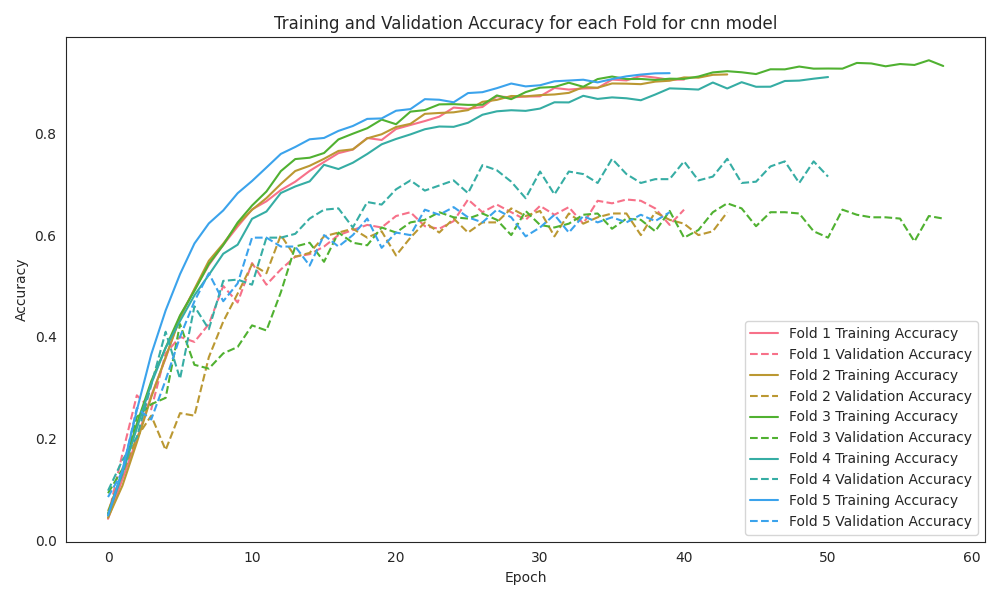 Training and Validation Accuracy for each Fold for cnn model
Accuracy
0.8
0.6
0.4
0.2
0.0
0
10
20
30
40
50
60
Epoch
Fold 1 Training Accuracy
Fold 1 Validation Accuracy
Fold 2 Training Accuracy
Fold 2 Validation Accuracy
Fold 3 Training Accuracy
Fold 3 Validation Accuracy
Fold 4 Training Accuracy
Fold 4 Validation Accuracy
Fold 5 Training Accuracy
Fold 5 Validation Accuracy